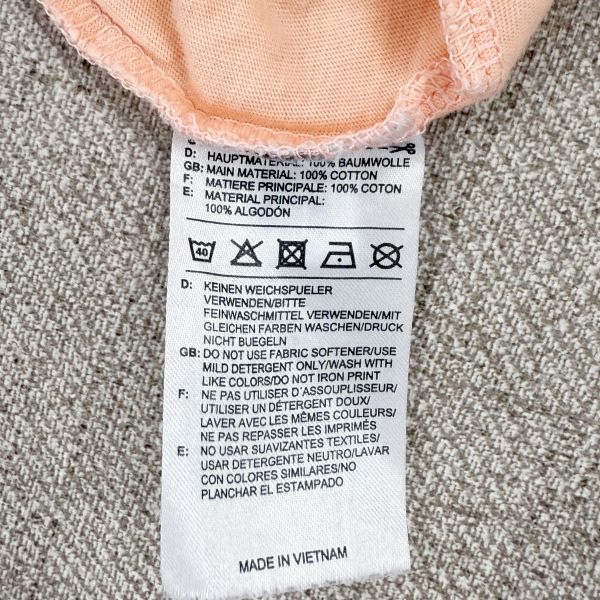 D: HAUPTMATERIAL: 100% BAUMWOLLE
GB: MAIN MATERIAL: 100% COTTON
F: MATIERE PRINCIPALE: 100% COTON
E: MATERIAL PRINCIPAL:
100% ALGODÓN
40
D: KEINEN WEICHSPUELER
VERWENDEN/BITTE
FEINWASCHMITTEL VERWENDEN/MIT
GLEICHEN FARBEN WASCHEN/DRUCK
NICHT BUEGELN
GB: DO NOT USE FABRIC SOFTENER/USE
MILD DETERGENT ONLY/WASH WITH
LIKE COLORS/DO NOT IRON PRINT
F: NE PAS UTILISER D'ASSOUPLISSEUR/
UTILISER UN DÉTERGENT DOUX/
LAVER AVEC LES MÊMES COULEURS/
NE PAS REPASSER LES IMPRIMÉS
E: NO USAR SUAVIZANTES TEXTILES/
USAR DETERGENTE NEUTRO/LAVAR
CON COLORES SIMILARES/NO
PLANCHAR EL ESTAMPADO
MADE IN VIETNAM